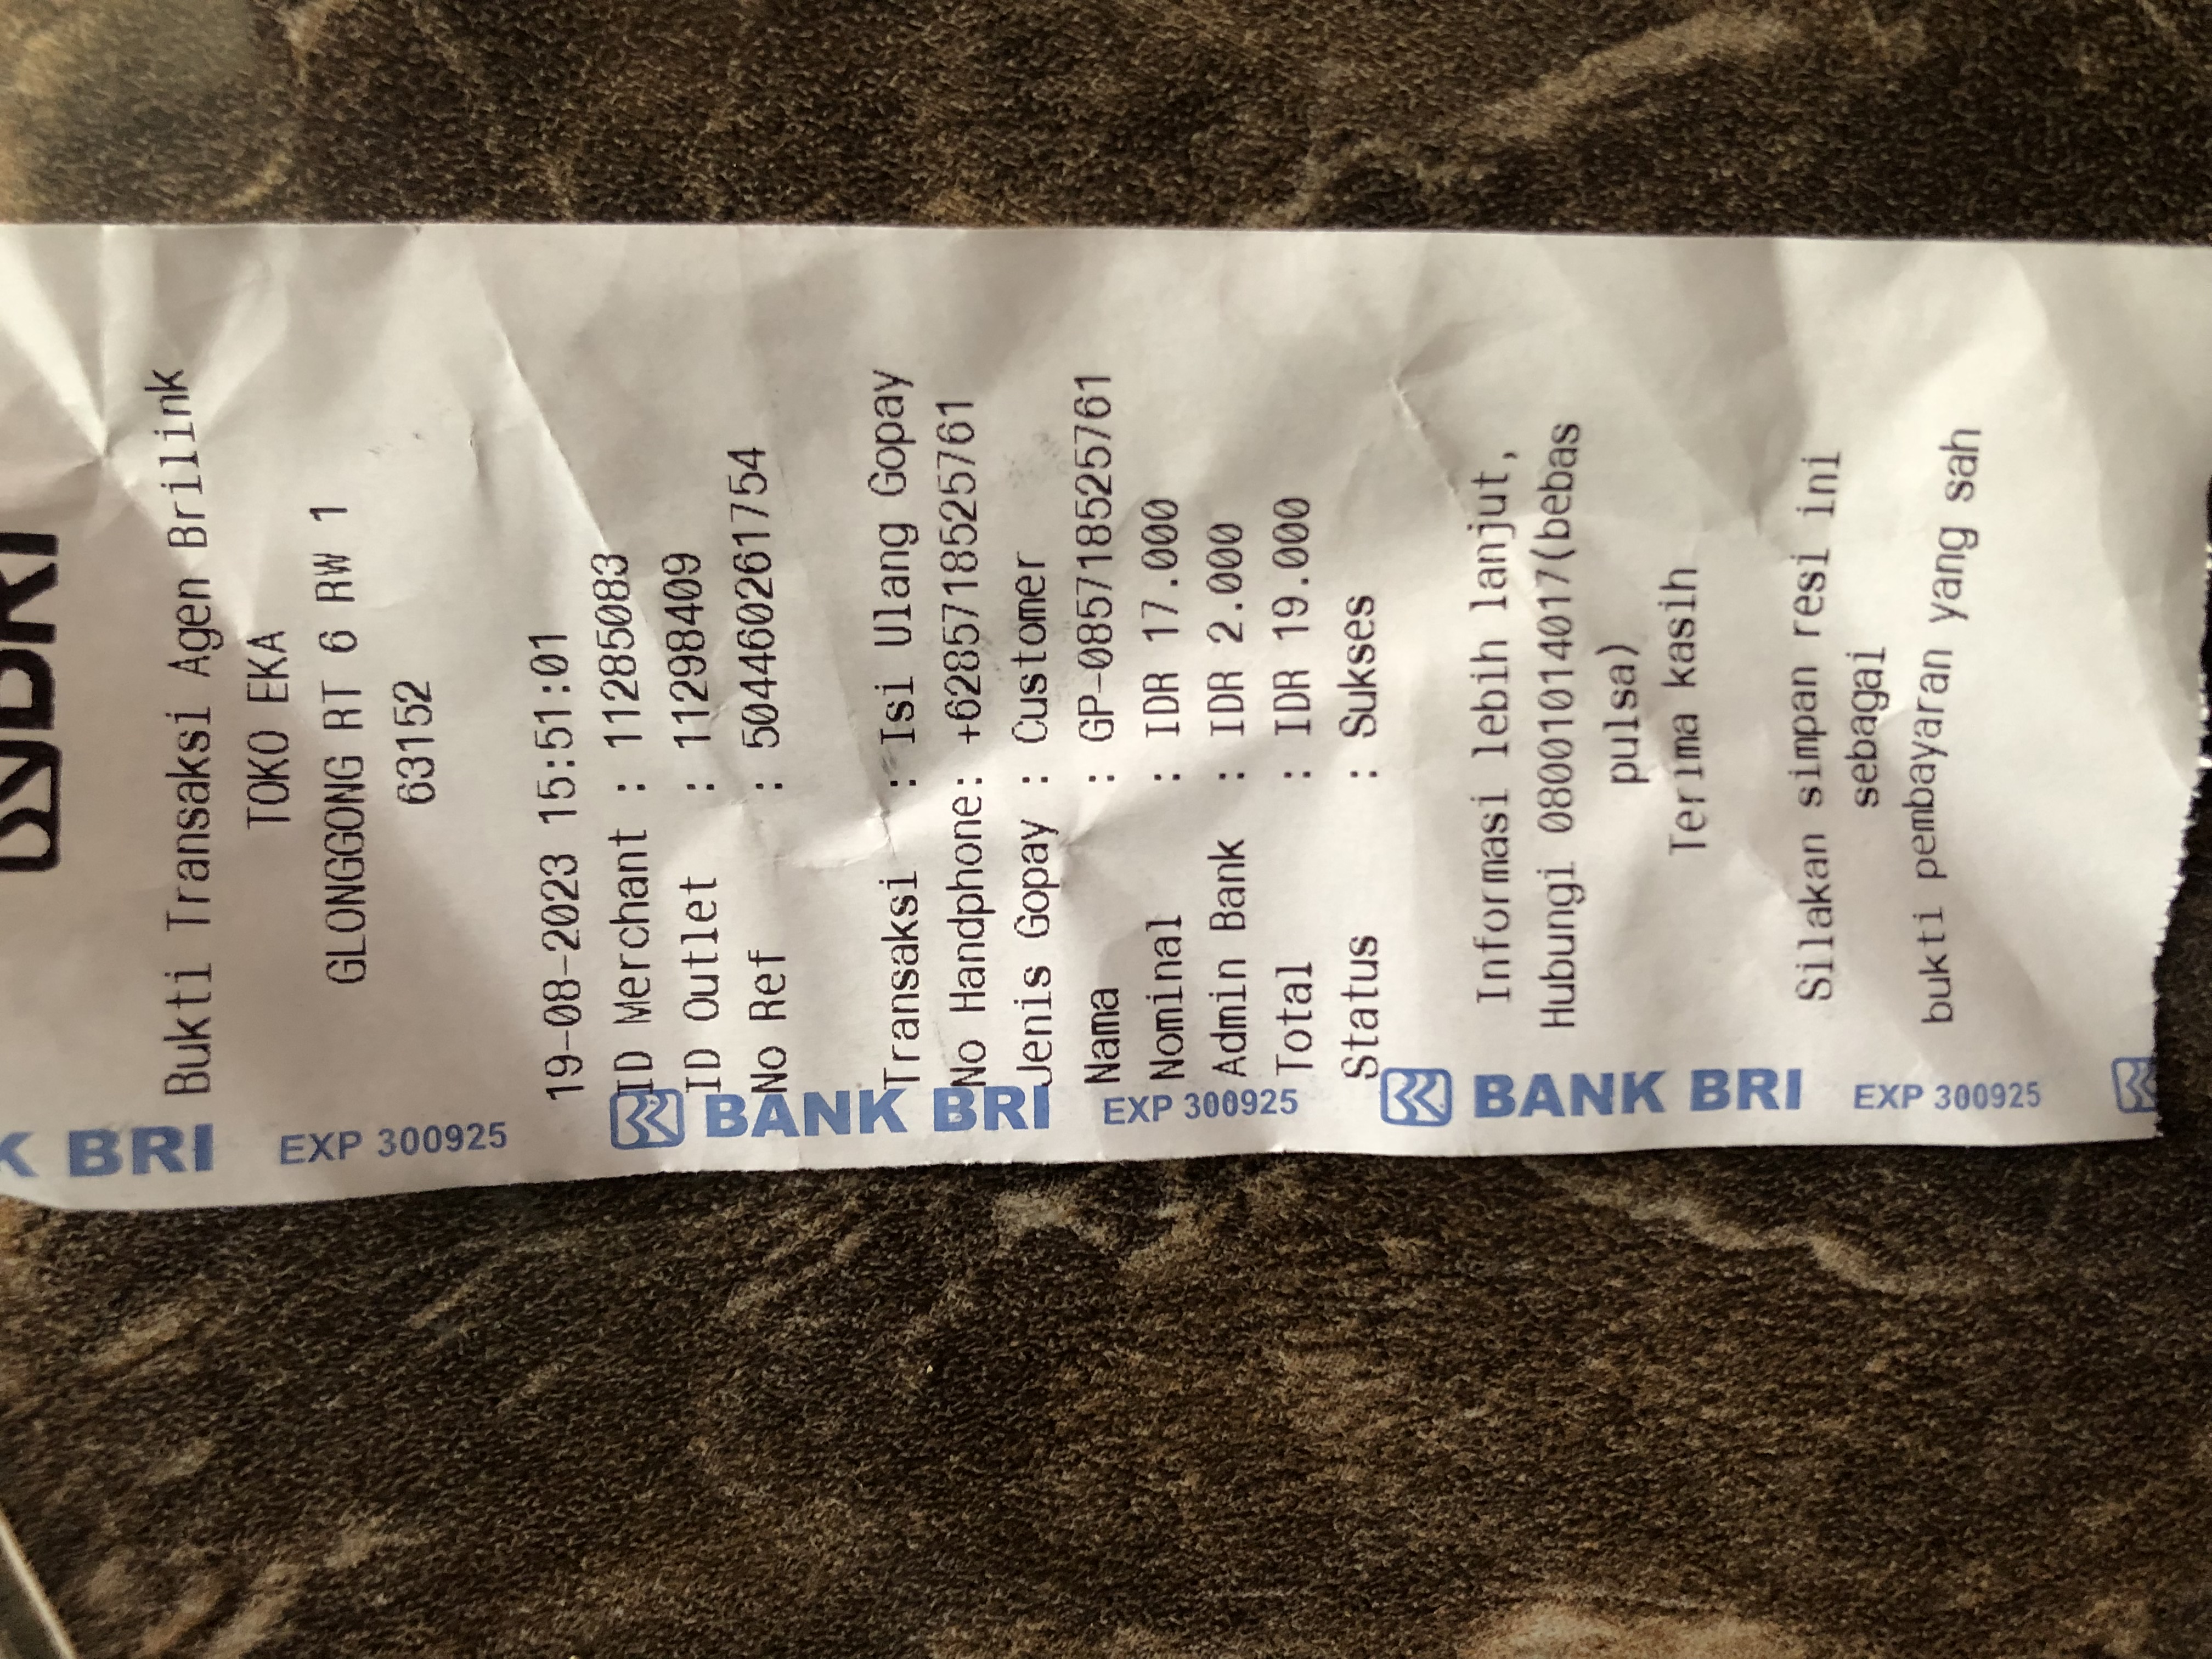 BRI
Bukti Transaksi Agen Brilink
TOKO EKA
GLONGGONG RT 6 RW 1
63152
19-08-2023 15:51:01
ID Merchant : 11285083
ID Outlet : 11298409
No Ref : 504460261754
Transaksi : Isi Ulang Gopay
No Handphone: +6285718525761
Jenis Gopay : Customer
Nama : GP-085718525761
Nominal : IDR 17.000
Admin Bank : IDR 2.000
Total : IDR 19.000
Status : Sukses
Informasi lebih lanjut,
Hubungi 08001014017(bebas
pulsa)
Terima kasih
Silakan simpan resi ini
sebagai
bukti pembayaran yang sah
K BRI EXP 300925
BANK BRI EXP 300925
BANK BRI EXP 300925